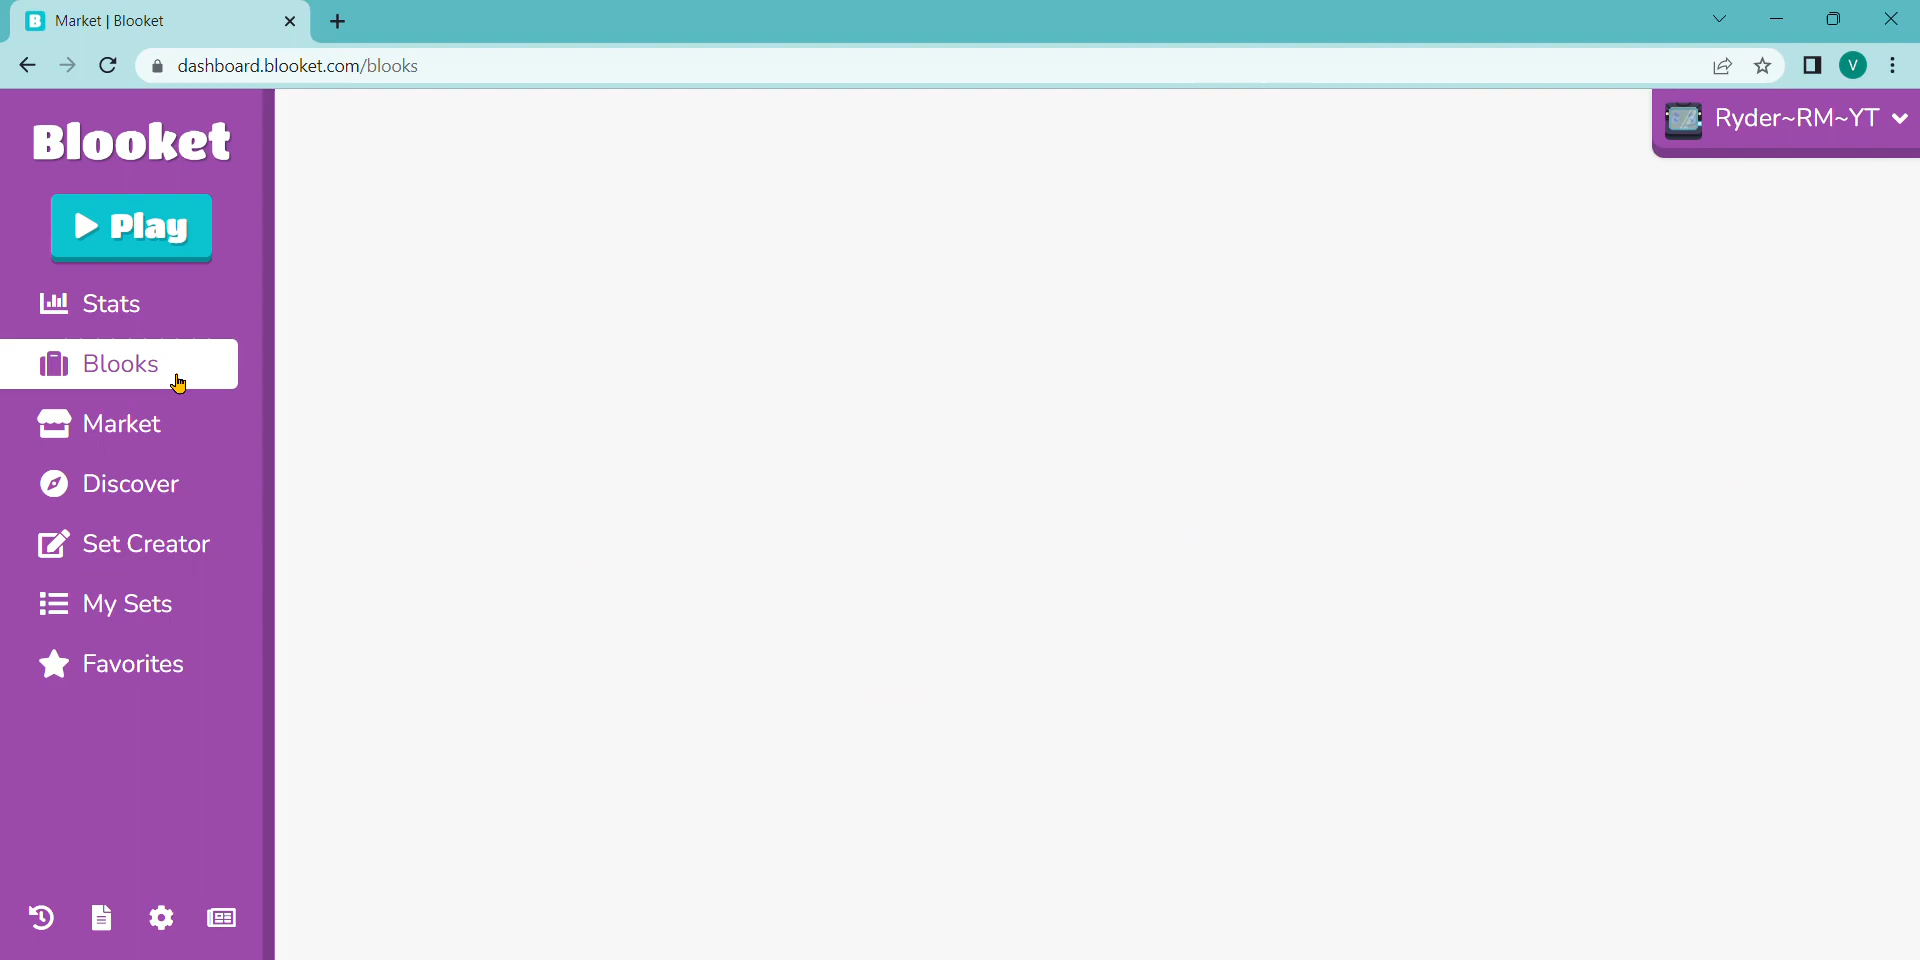 Market | Blooket
dashboard.blooket.com/blooks
V
Blooket
Ryder~RM~YT
Play
Stats
Blooks
Market
Discover
Set Creator
My Sets
Favorites